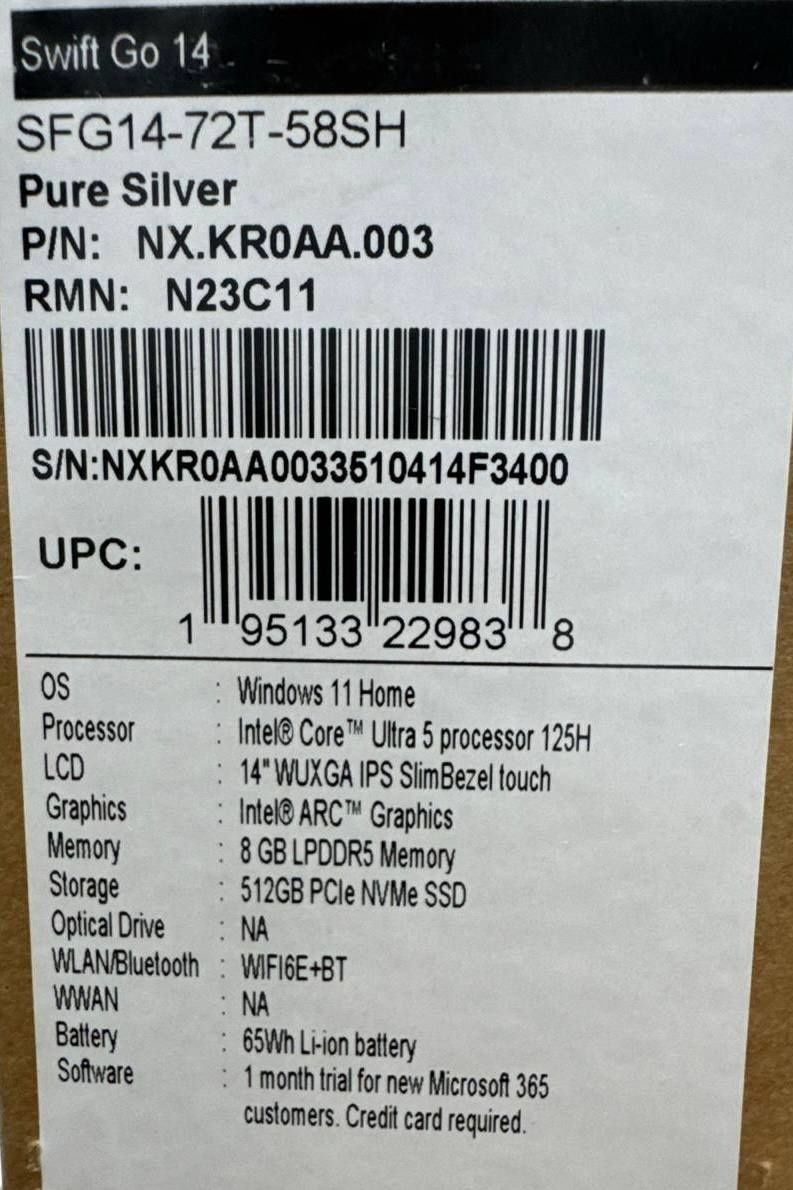 Swift Go 14
SFG14-72T-58SH
Pure Silver
P/N: NX.KR0AA.003
RMN: N23C11
S/N:NXKR0AA0033510414F3400
UPC:
1 95133 22983 8
OS : Windows 11 Home
Processor : Intel® Core™ Ultra 5 processor 125H
LCD : 14" WUXGA IPS SlimBezel touch
Graphics : Intel® ARC™ Graphics
Memory : 8 GB LPDDR5 Memory
Storage : 512GB PCIe NVMe SSD
Optical Drive : NA
WLAN/Bluetooth : WIFI6E+BT
WWAN : NA
Battery : 65Wh Li-ion battery
Software : 1 month trial for new Microsoft 365
customers. Credit card required.